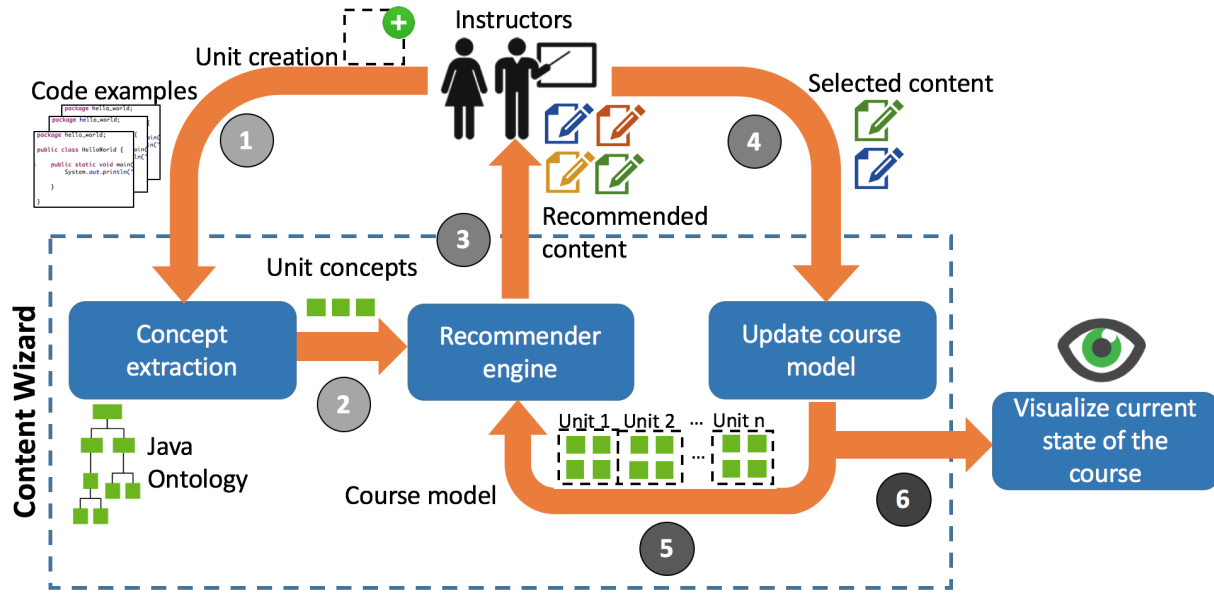 Instructors
Unit creation
Code examples
package hello_world;
package hello_world;
package hello_world;
public class HelloWorld {
public static void main(
System.out.println("
}
}
1
4
Selected content
Recommended
content
3
Unit concepts
Content Wizard
Concept
extraction
2
Recommender
engine
Update course
model
Unit 1 Unit 2 ... Unit n
...
Java
Ontology
Course model
5
6
Visualize current
state of the
course